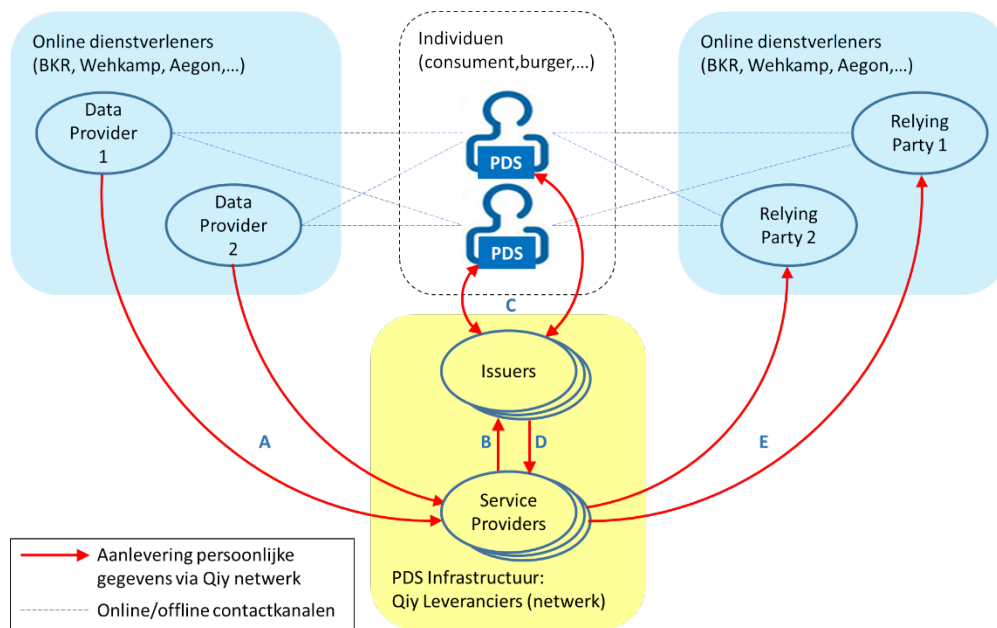 Online dienstverleners
(BKR, Wehkamp, Aegon,...)
Data
Provider
1
Data
Provider
2
Individuen
(consument,burger,...)
PDS
PDS
Online dienstverleners
(BKR, Wehkamp, Aegon,...)
Relying
Party 1
Relying
Party 2
C
Issuers
A
B
D
E
Service
Providers
PDS Infrastructuur:
Qiy Leveranciers (netwerk)
Aanlevering persoonlijke
gegevens via Qiy netwerk
Online/offline contactkanalen